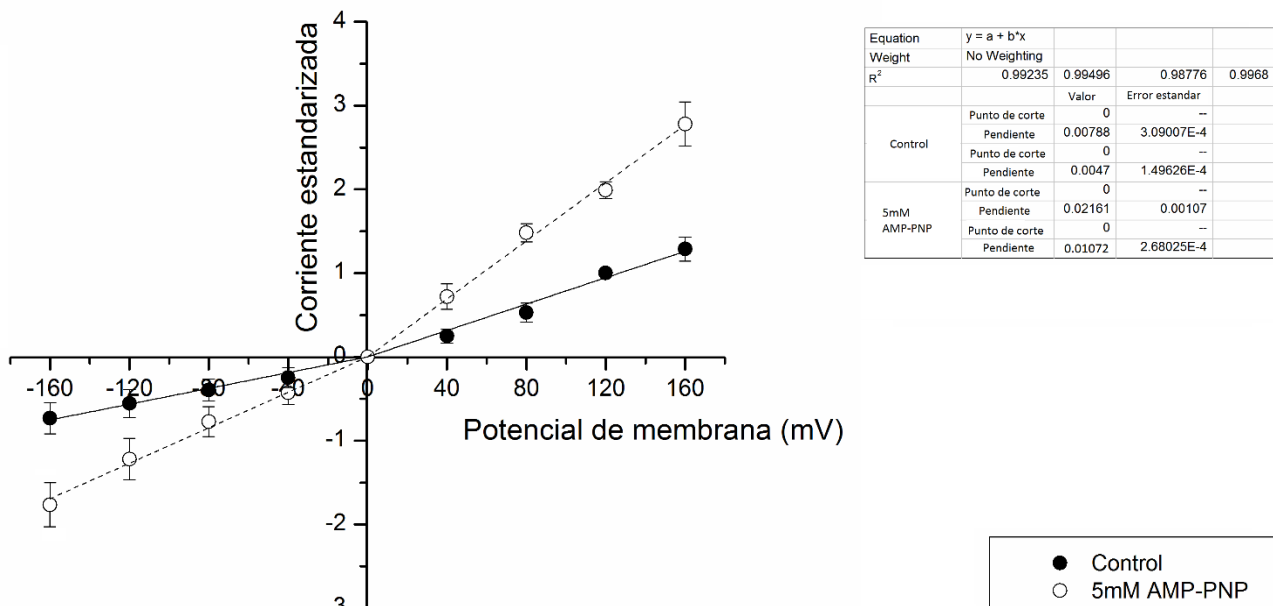 4
3
2
1
0
-1
-2
3
Corriente estandarizada
-160 -120 -80 -40 0 40 80 120 160
Potencial de membrana (mV)
Equation y = a + b*x
Weight No Weighting
R² 0.99235 0.99496 0.98776 0.9968
Valor Error estandar
Control
Punto de corte 0 --
Pendiente 0.00788 3.09007E-4
Punto de corte 0 --
Pendiente 0.0047 1.49626E-4
5mM
AMP-PNP
Punto de corte 0 --
Pendiente 0.02161 0.00107
Punto de corte 0 --
Pendiente 0.01072 2.68025E-4
Control
5mM AMP-PNP